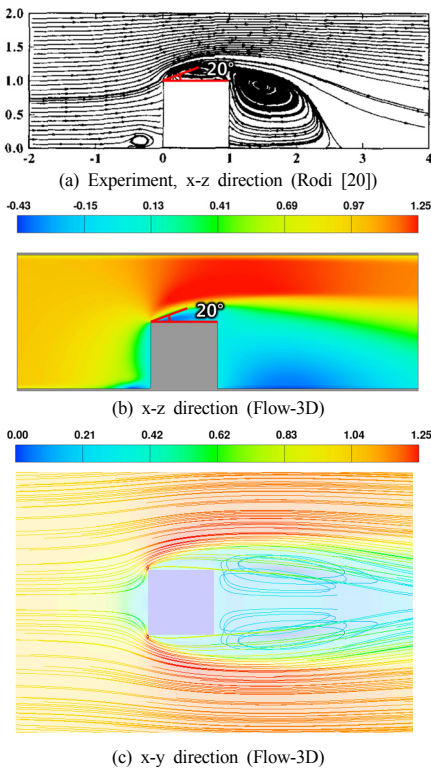 2.0
1.5
1.0
0.5
0.0
20°
-2 -1 0 1 2 3 4
(a) Experiment, x-z direction (Rodi [20])
-0.43 -0.15 0.13 0.41 0.69 0.97 1.25
20°
(b) x-z direction (Flow-3D)
0.00 0.21 0.42 0.62 0.83 1.04 1.25
(c) x-y direction (Flow-3D)